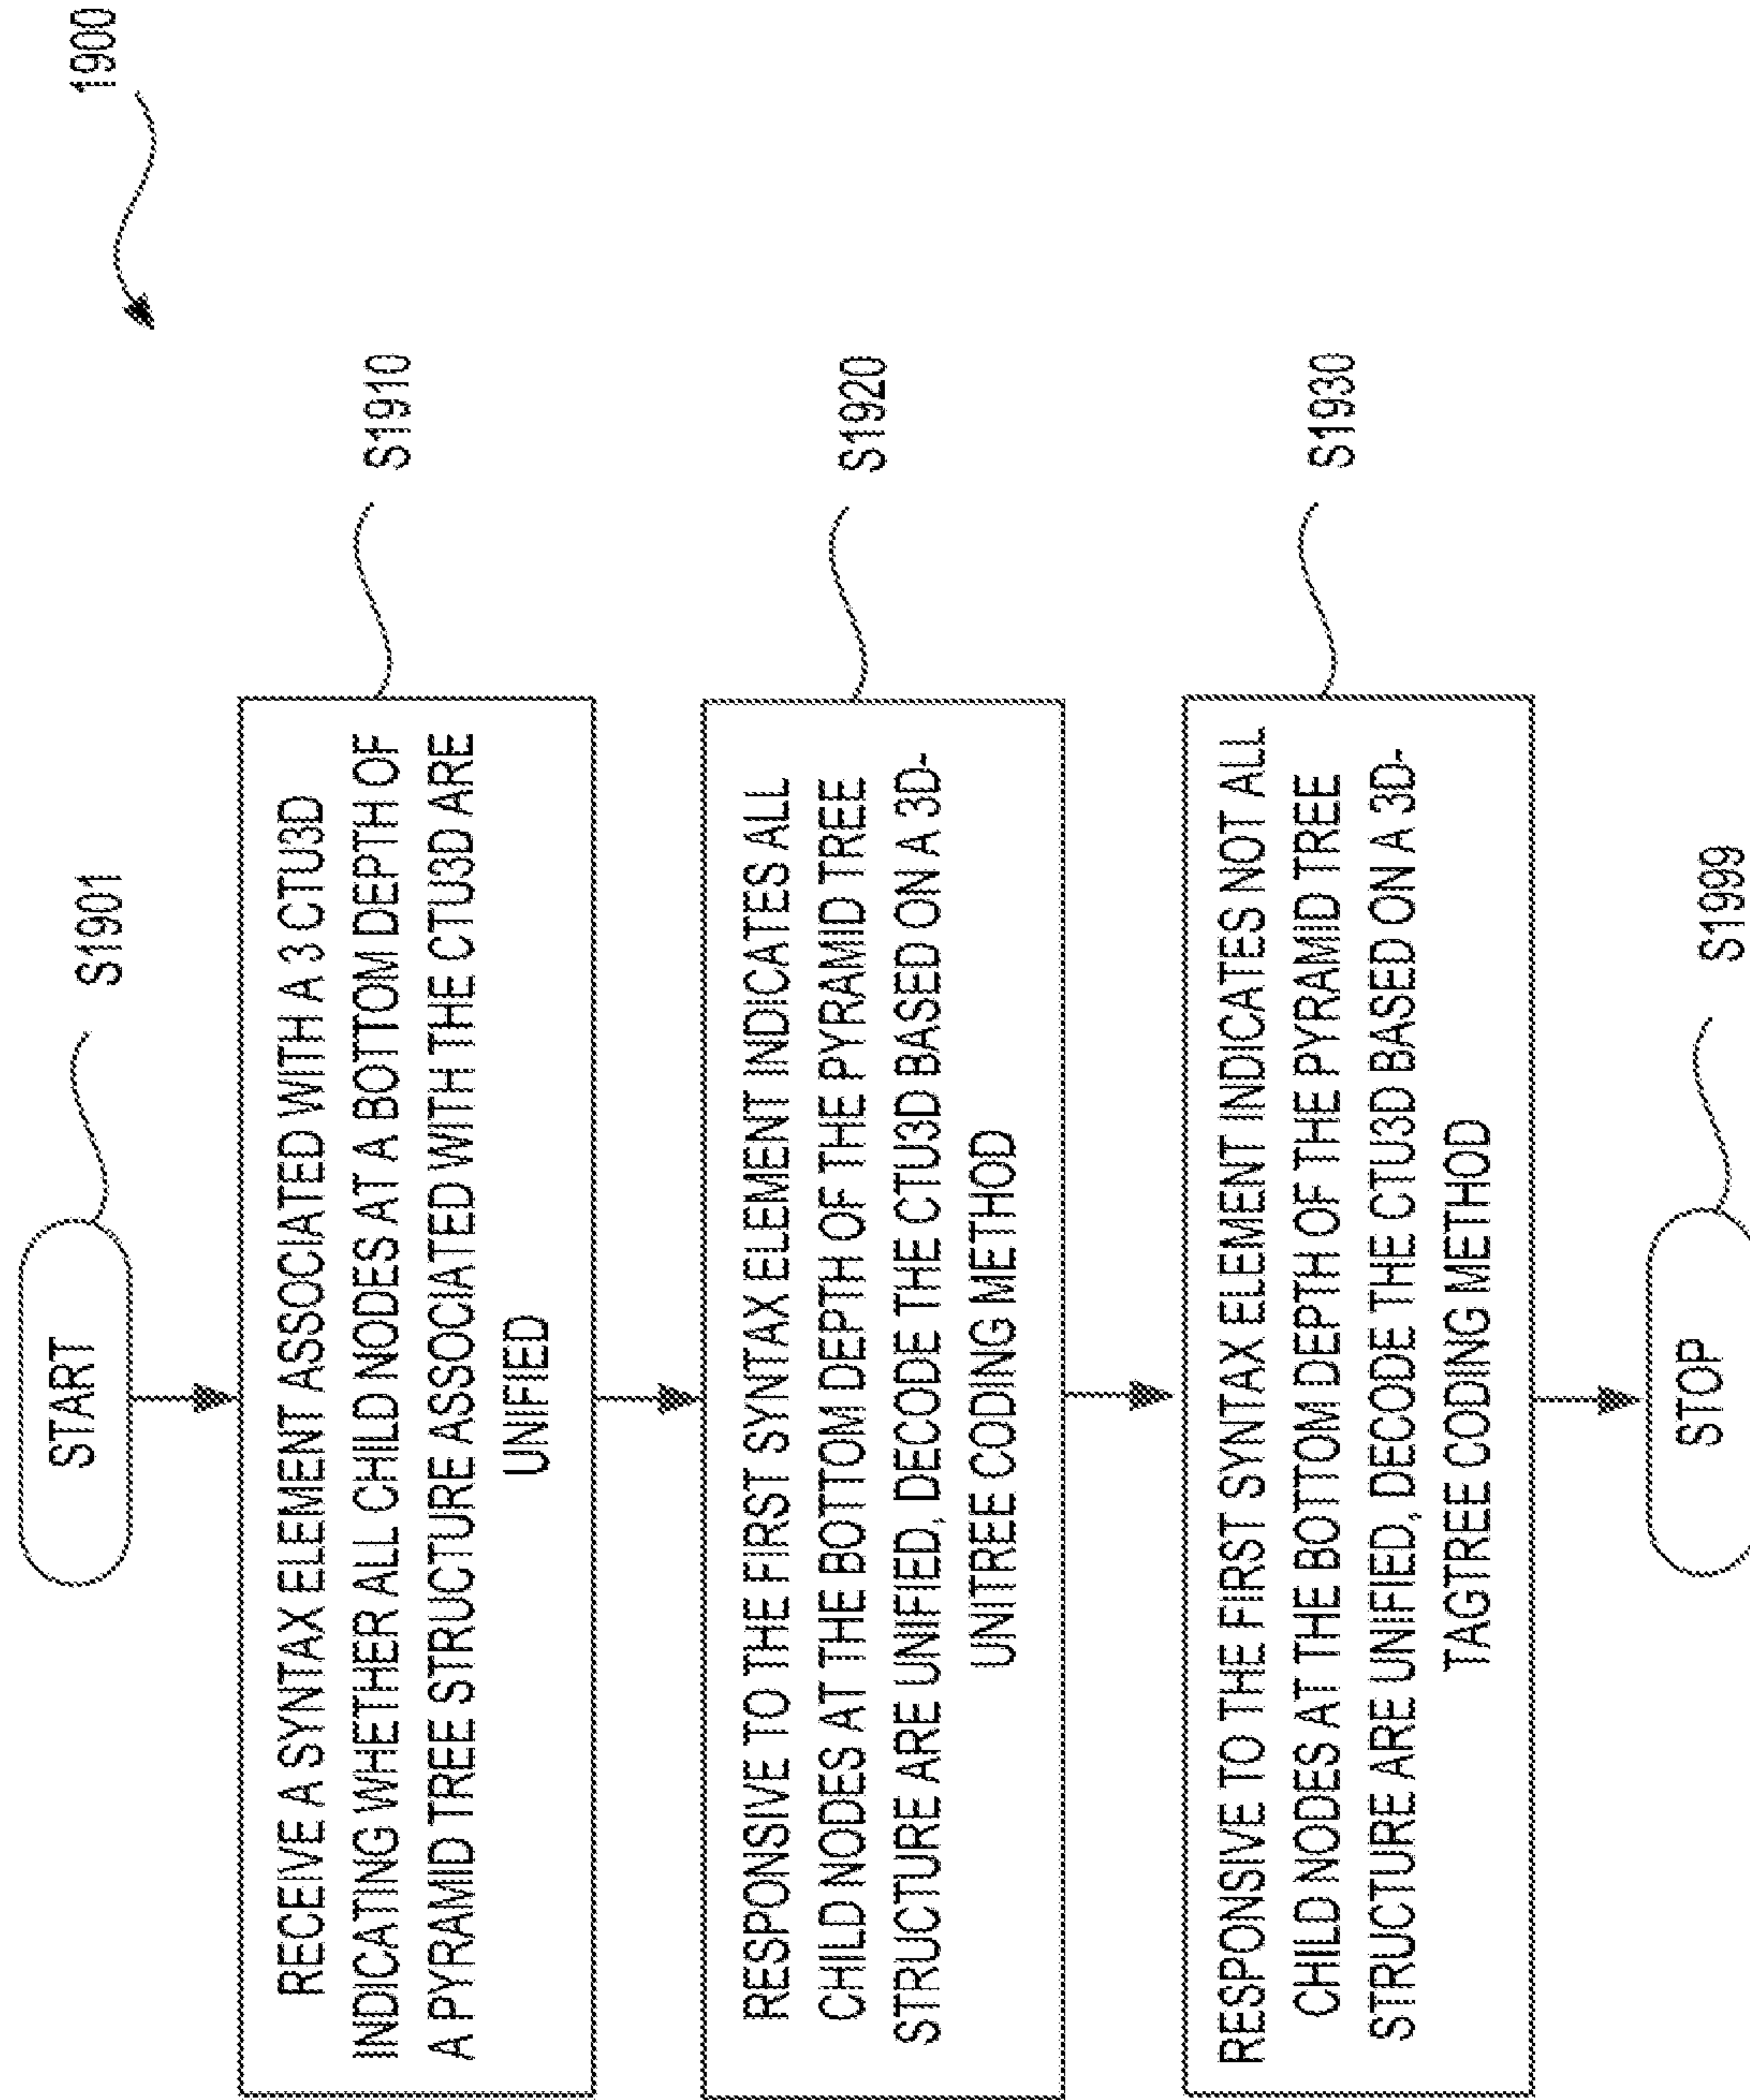 1900
START
S1901
RECEIVE A SYNTAX ELEMENT ASSOCIATED WITH A 3 CTU3D
INDICATING WHETHER ALL CHILD NODES AT A BOTTOM DEPTH OF
A PYRAMID TREE STRUCTURE ASSOCIATED WITH THE CTU3D ARE
UNIFIED
S1910
RESPONSIVE TO THE FIRST SYNTAX ELEMENT INDICATES ALL
CHILD NODES AT THE BOTTOM DEPTH OF THE PYRAMID TREE
STRUCTURE ARE UNIFIED, DECODE THE CTU3D BASED ON A 3D-
UNITREE CODING METHOD
S1920
RESPONSIVE TO THE FIRST SYNTAX ELEMENT INDICATES NOT ALL
CHILD NODES AT THE BOTTOM DEPTH OF THE PYRAMID TREE
STRUCTURE ARE UNIFIED, DECODE THE CTU3D BASED ON A 3D-
TAGTREE CODING METHOD
S1930
STOP
S1999